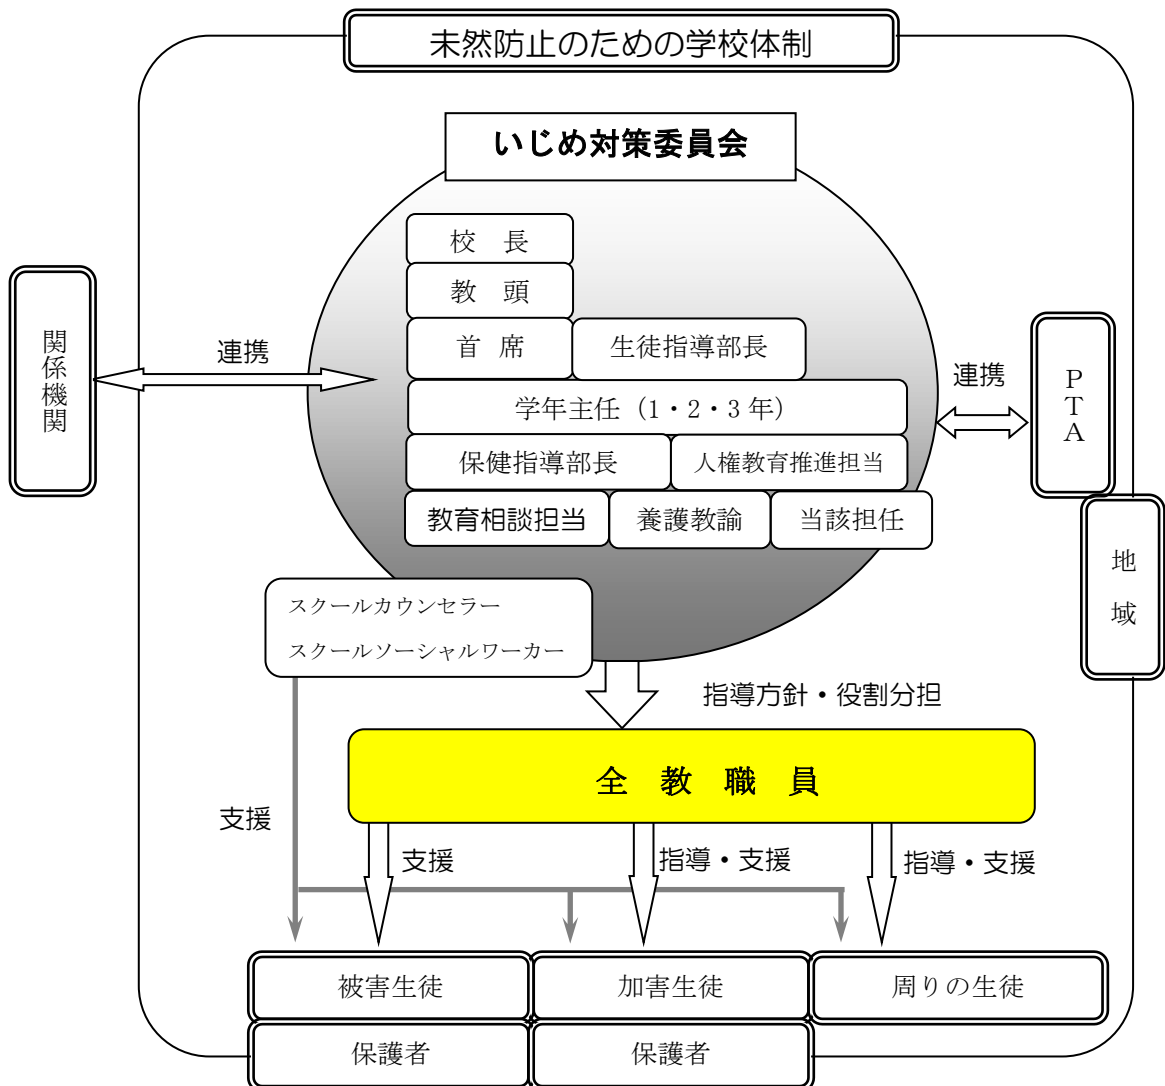 未然防止のための学校体制
いじめ対策委員会
校 長
教 頭
首 席
生徒指導部長
学年主任（1・2・3 年）
保健指導部長
人権教育推進担当
教育相談担当
養護教諭
当該担任
スクールカウンセラー
スクールソーシャルワーカー
関係機関
連携
連携
PTA
地域
指導方針・役割分担
全 教 職 員
支援
支援
指導・支援
指導・支援
被害生徒
加害生徒
周りの生徒
保護者
保護者